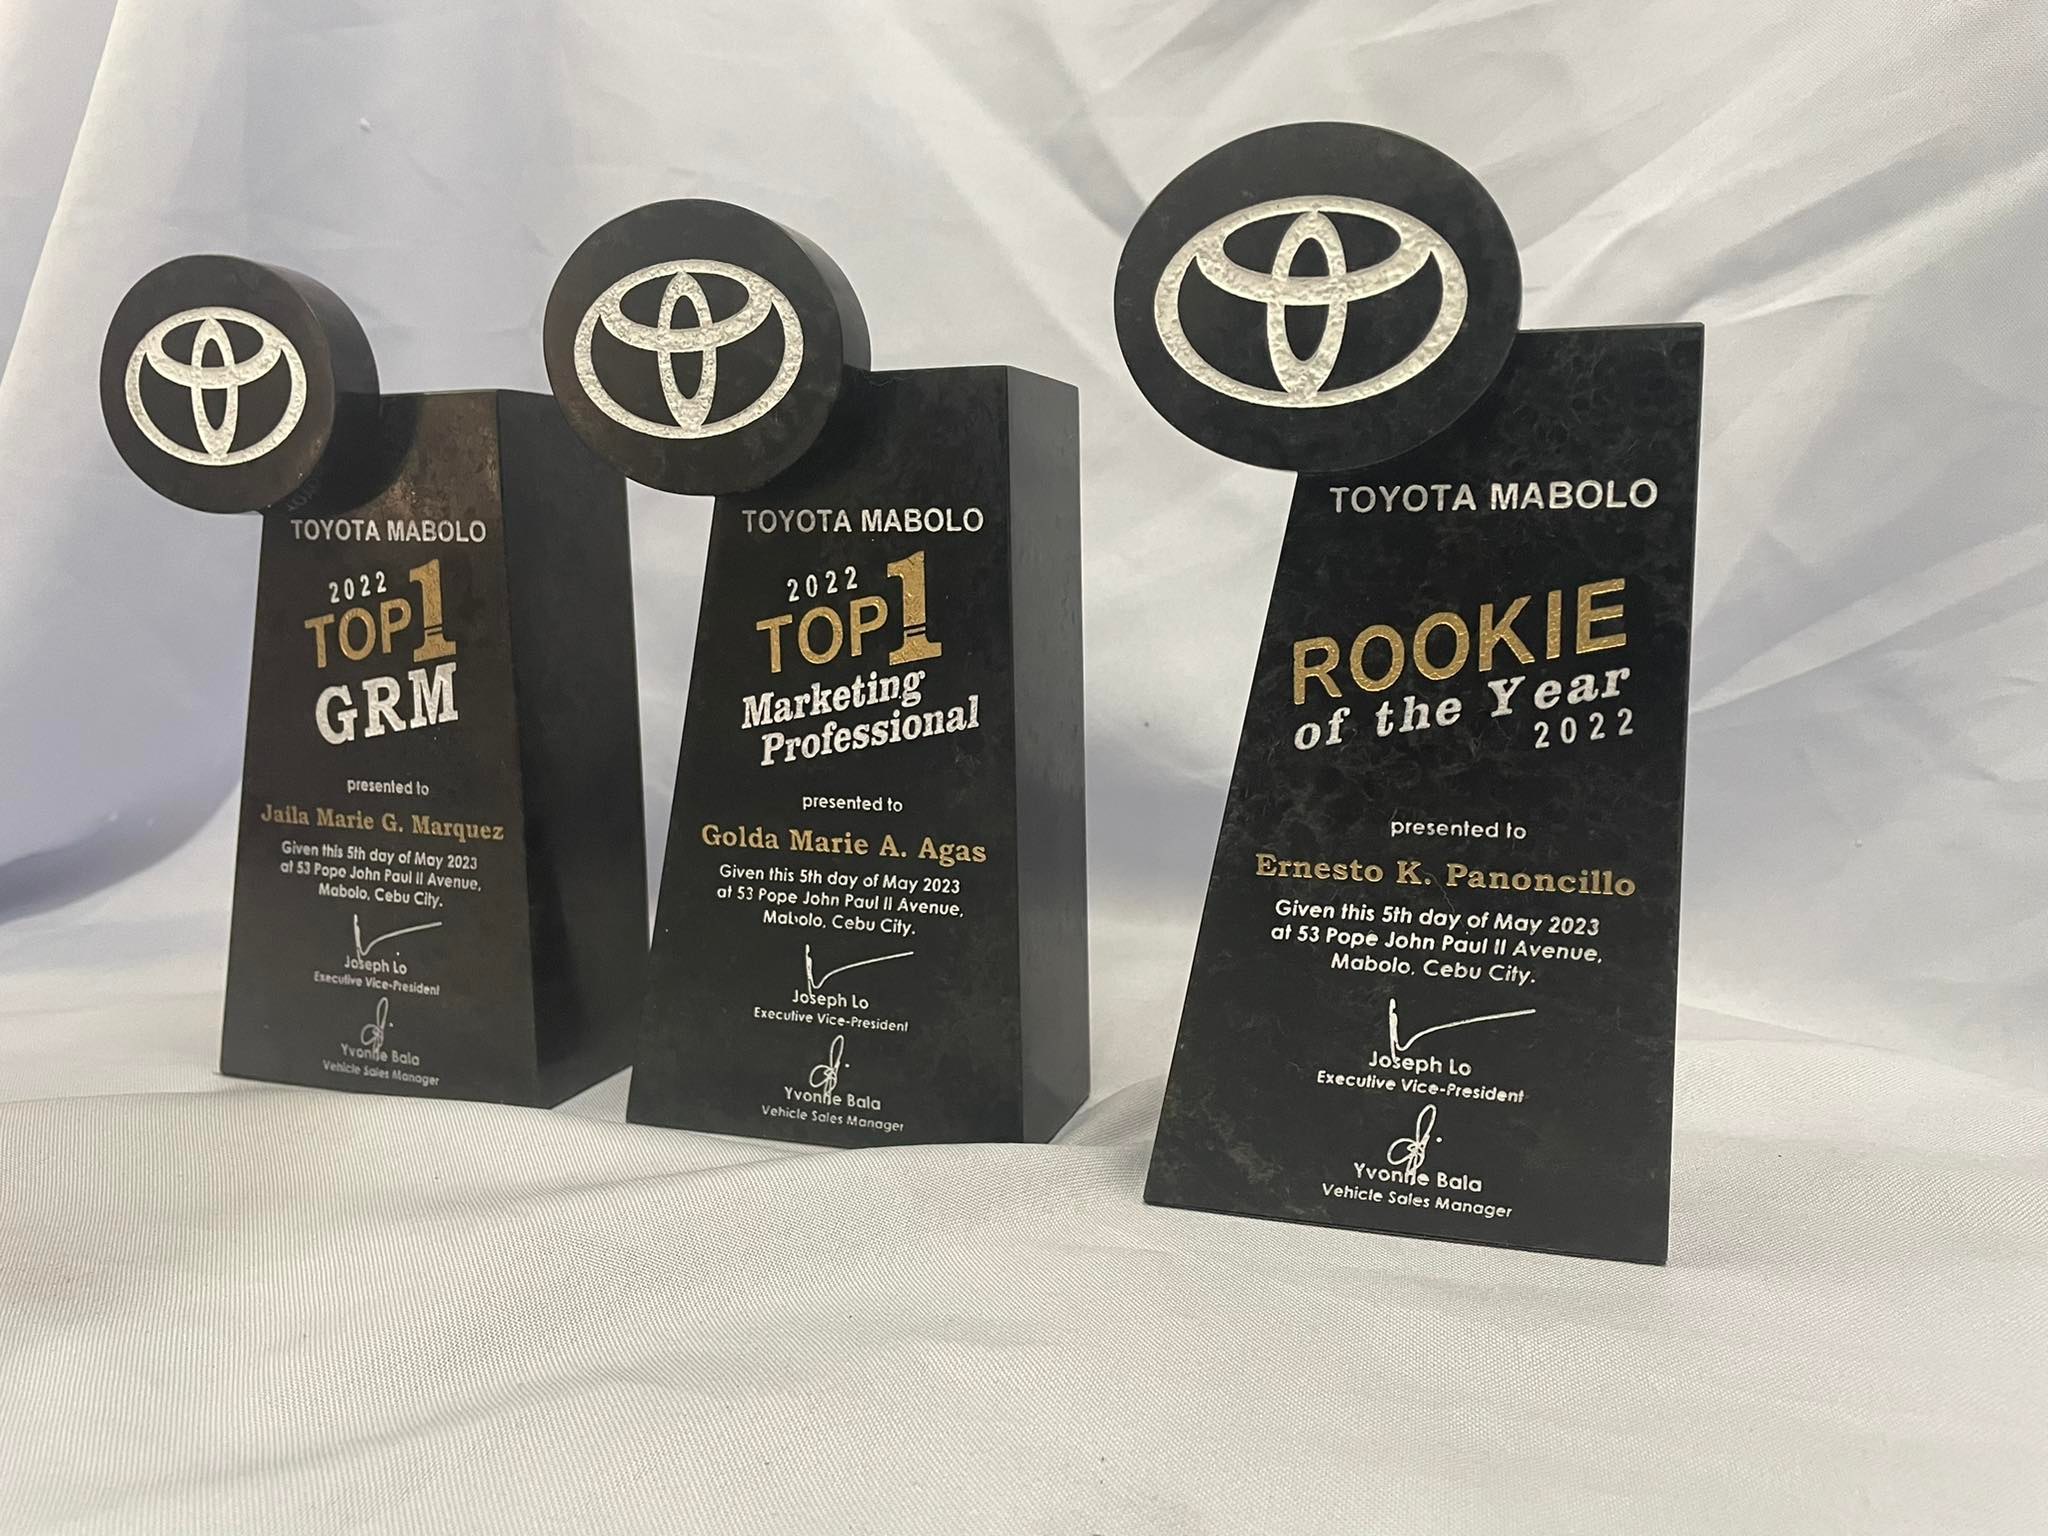 TOYOTA MABOLO
2022
TOP 1
GRM
presented to
Jaila Marie G. Marquez
Given this 5th day of May 2023
at 53 Pope John Paul II Avenue,
Mabolo, Cebu City.
Joseph Lo
Executive Vice-President
Yvonne Bala
Vehicle Sales Manager
TOYOTA MABOLO
2022
TOP 1
Marketing
Professional
presented to
Golda Marie A. Agas
Given this 5th day of May 2023
at 53 Pope John Paul II Avenue,
Mabolo, Cebu City.
Joseph Lo
Executive Vice-President
Yvonne Bala
Vehicle Sales Manager
TOYOTA MABOLO
ROOKIE
of the Year
2022
presented to
Ernesto K. Panoncillo
Given this 5th day of May 2023
at 53 Pope John Paul II Avenue,
Mabolo, Cebu City.
Joseph Lo
Executive Vice-President
Yvonne Bala
Vehicle Sales Manager